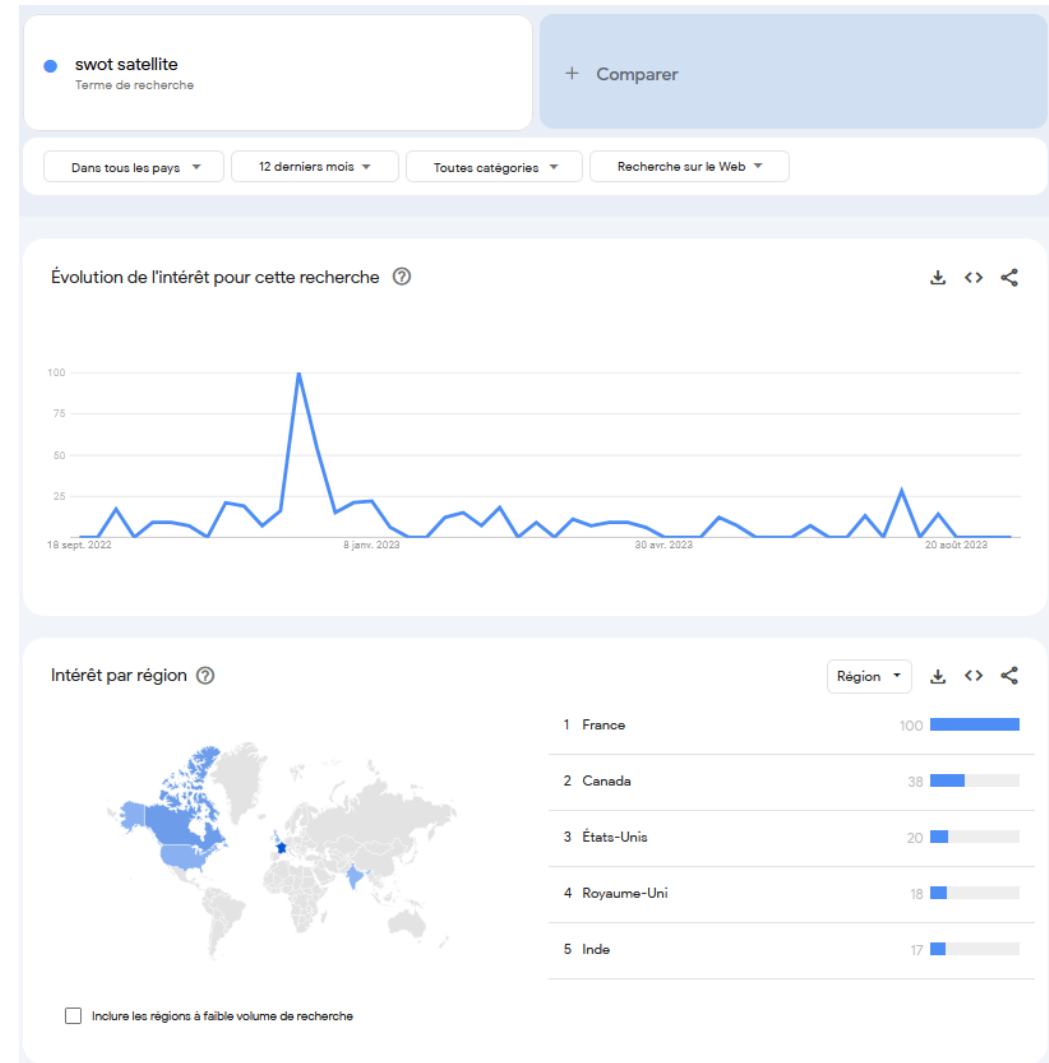 swot satellite
Terme de recherche
+ Comparer
Dans tous les pays
12 derniers mois
Toutes catégories
Recherche sur le Web
Évolution de l'intérêt pour cette recherche
100
75
50
25
18 sept. 2022
8 janv. 2023
30 avr. 2023
20 août 2023
Intérêt par région
Région
1 France 100
2 Canada 38
3 États-Unis 20
4 Royaume-Uni 18
5 Inde 17
Inclure les régions à faible volume de recherche